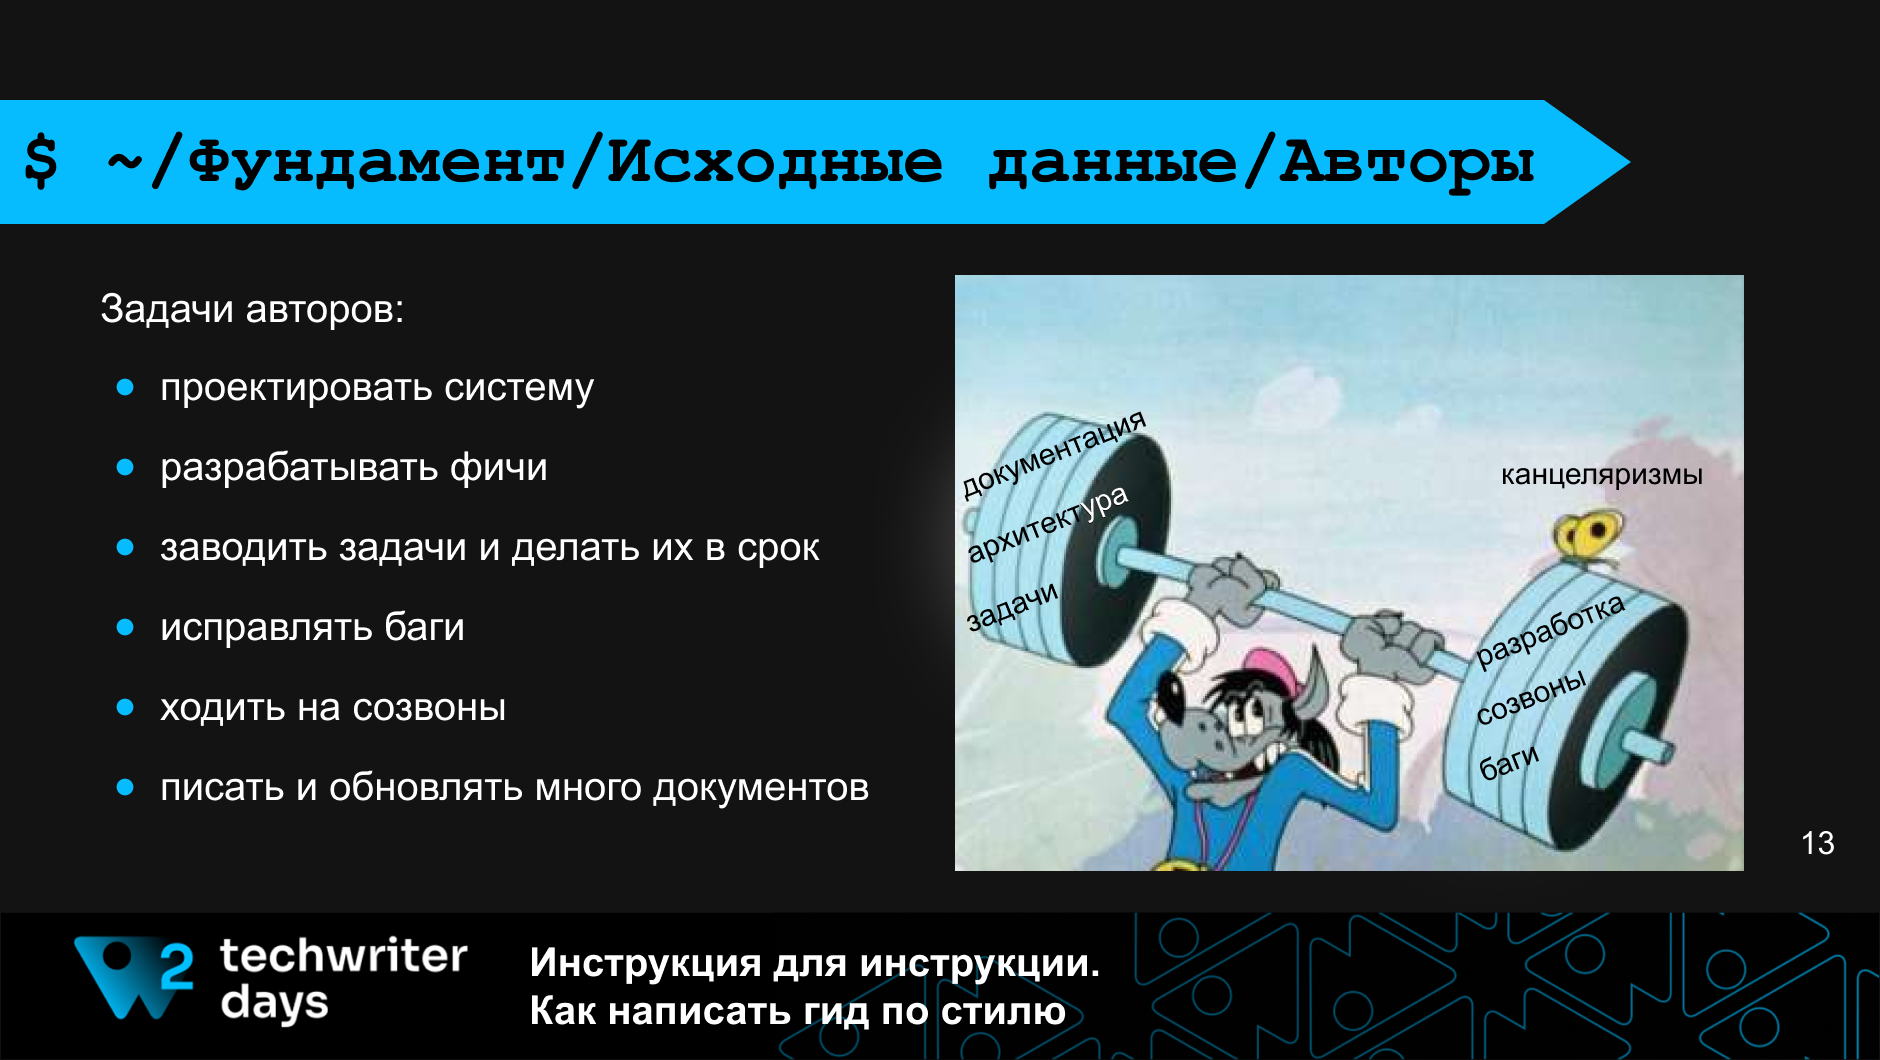 $ ~/Фундамент/Исходные данные/Авторы
Задачи авторов:
проектировать систему
разрабатывать фичи
заводить задачи и делать их в срок
исправлять баги
ходить на созвоны
писать и обновлять много документов
документация
архитектура
задачи
канцеляризмы
разработка
созвоны
баги
13
2
techwriter
days
Инструкция для инструкции.
Как написать гид по стилю